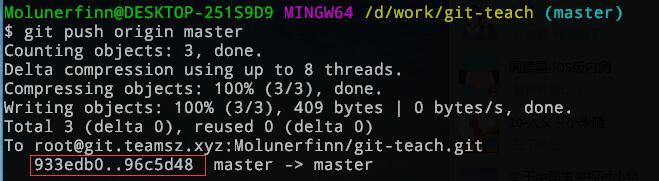 Molunerfinn@DESKTOP-251S9D9 MINGW64 /d/work/git-teach (master)
$ git push origin master
Counting objects: 3, done.
Delta compression using up to 8 threads.
Compressing objects: 100% (3/3), done.
Writing objects: 100% (3/3), 409 bytes | 0 bytes/s, done.
Total 3 (delta 0), reused 0 (delta 0)
To root@git.teamsz.xyz:Molunerfinn/git-teach.git
933edb0..96c5d48 master -> master